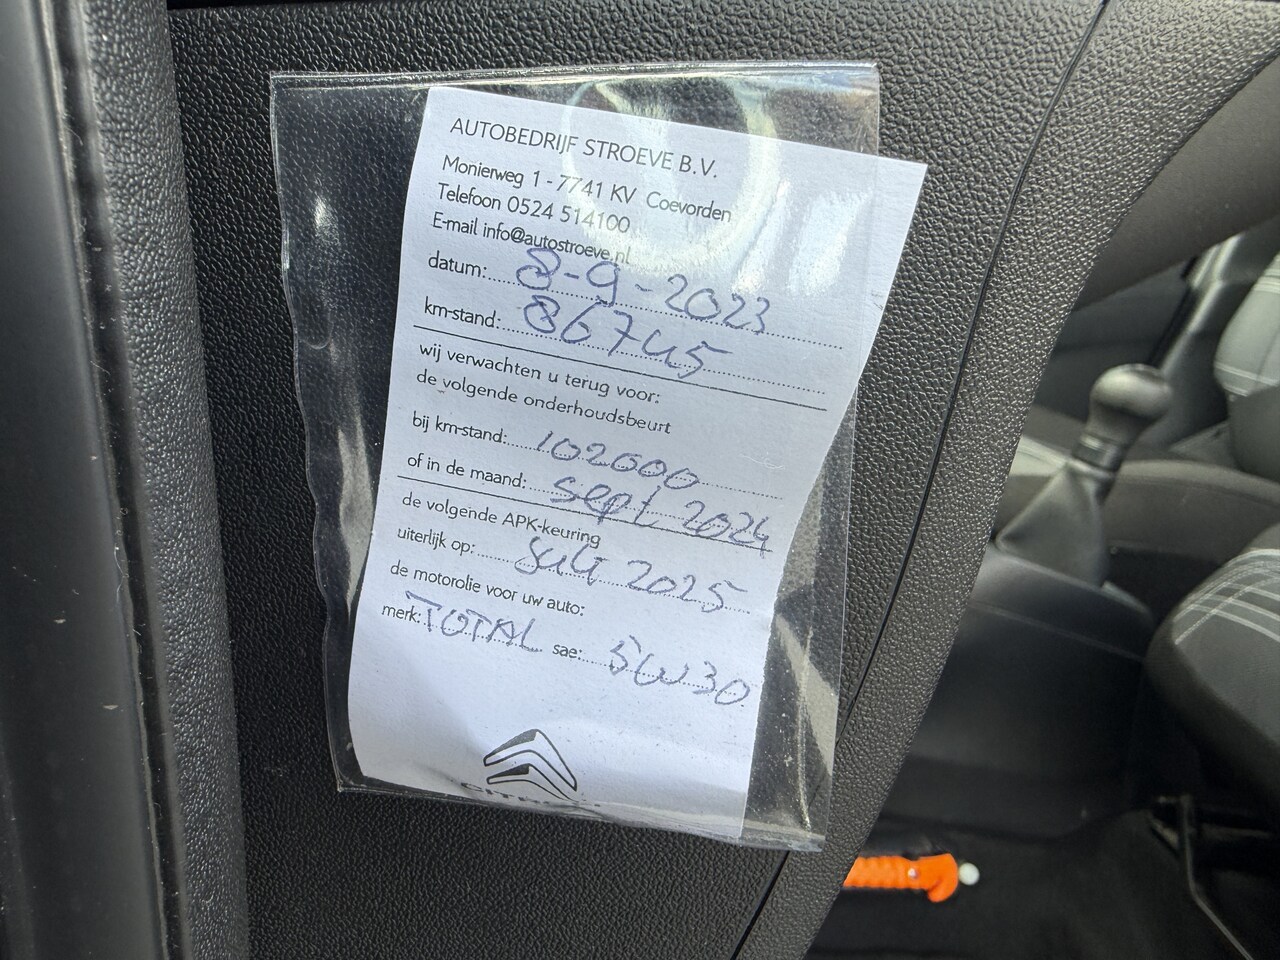 AUTOBEDRIJF STROEVE B.V.
Monierweg 1 - 7741 KV Coevorden
Telefoon 0524 514100
E-mail info@autostroeve.nl
datum: 8-9-2023
km-stand: 86745
wij verwachten u terug voor:
de volgende onderhoudsbeurt
bij km-stand: 102000
of in de maand: sept 2024
de volgende APK-keuring
uiterlijk op: juli 2025
de motorolie voor uw auto:
merk: TOTAL sae: 5W30